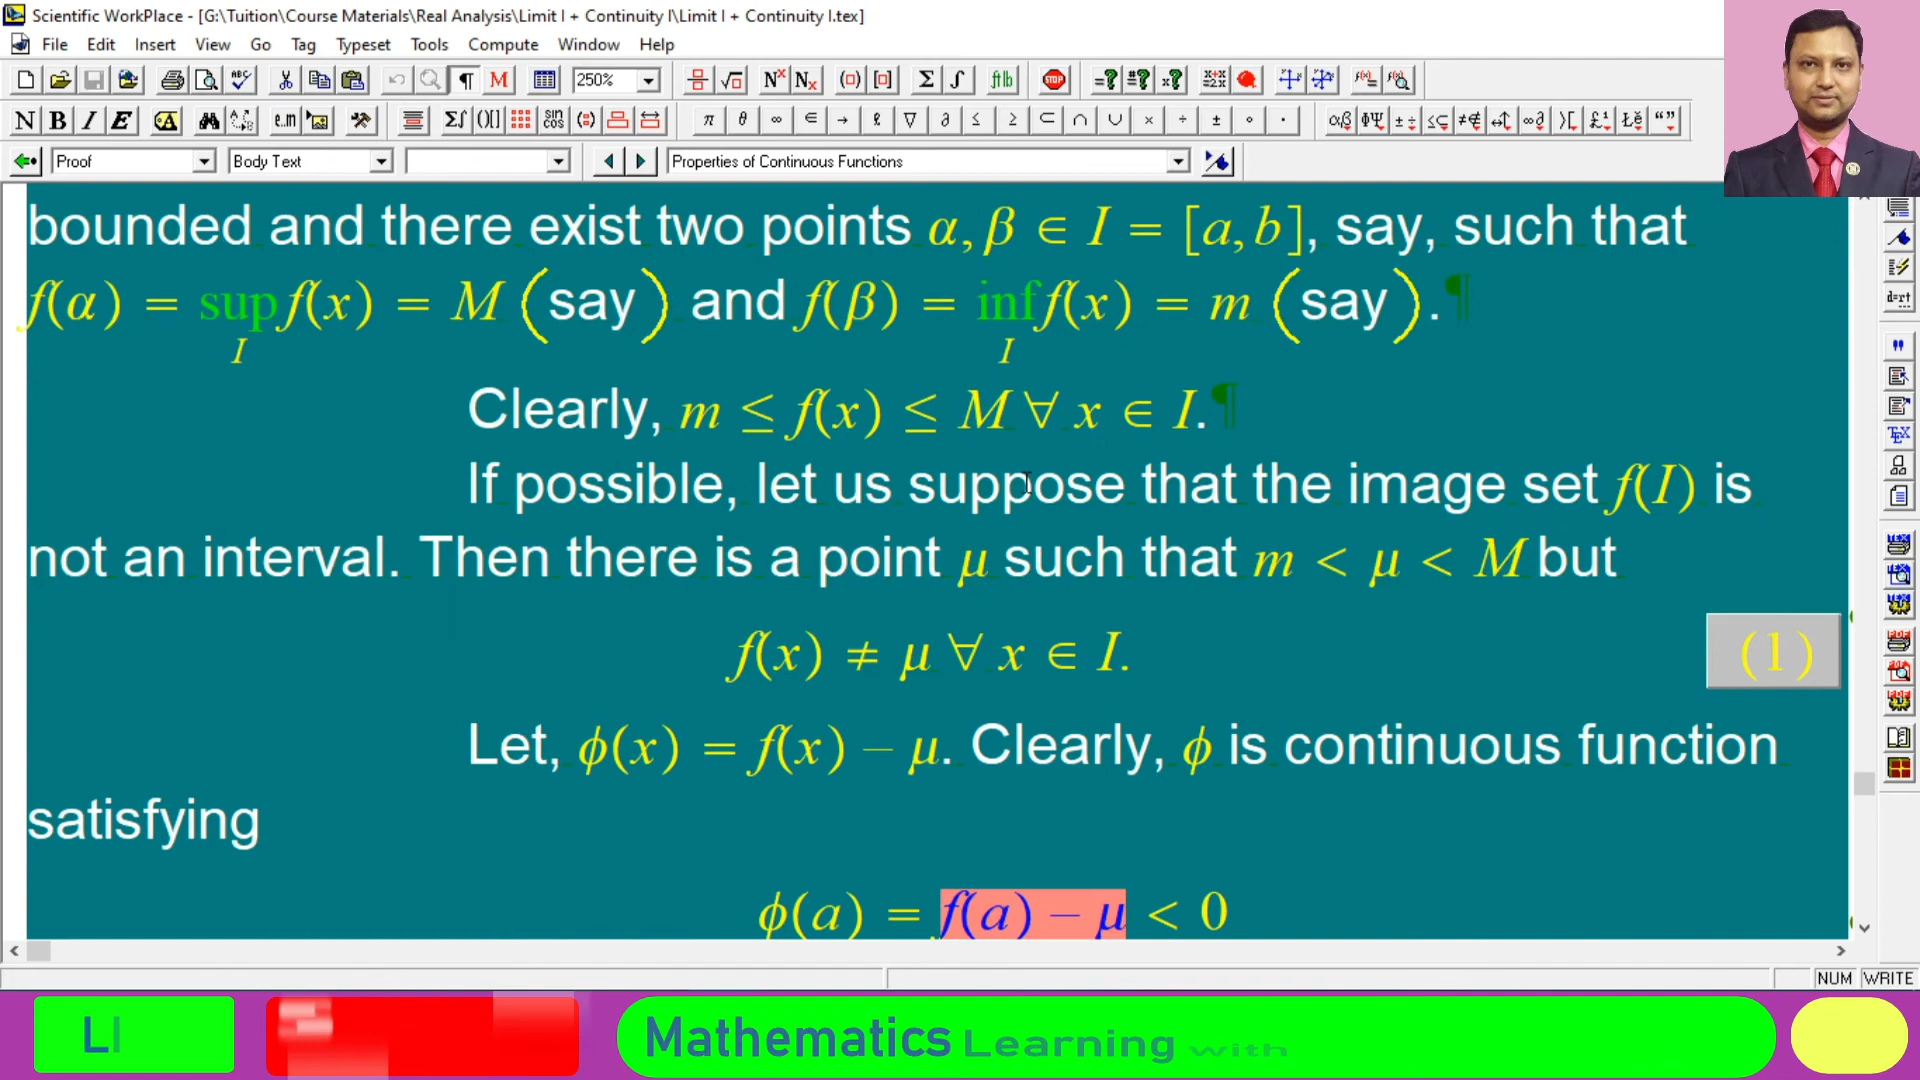 Scientific WorkPlace - [G:\Tuition\Course Materials\Real Analysis\Limit I + Continuity I\Limit I + Continuity I.tex]
File Edit Insert View Go Tag Typeset Tools Compute Window Help
250%
Proof Body Text Properties of Continuous Functions
bounded and there exist two points α, β ∈ I = [a, b], say, such that
f(α) = sup f(x) = M (say) and f(β) = inf f(x) = m (say).¶
I I
Clearly, m ≤ f(x) ≤ M ∀ x ∈ I.¶
If possible, let us suppose that the image set f(I) is
not an interval. Then there is a point μ such that m < μ < M but
f(x) ≠ μ ∀ x ∈ I. (1)
Let, ϕ(x) = f(x) − μ. Clearly, ϕ is continuous function
satisfying
ϕ(a) = f(a) − μ < 0
NUM WRITE
LI
Mathematics Learning with